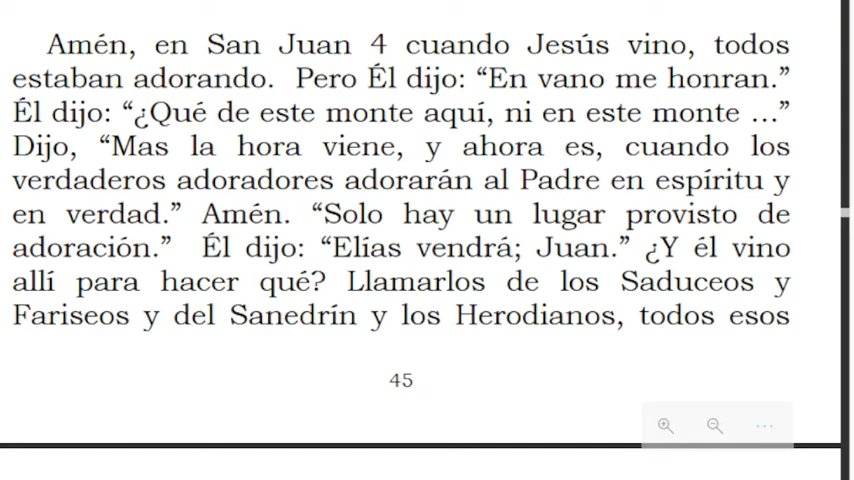 Amén, en San Juan 4 cuando Jesús vino, todos
estaban adorando. Pero Él dijo: “En vano me honran.”
Él dijo: “¿Qué de este monte aquí, ni en este monte …”
Dijo, “Mas la hora viene, y ahora es, cuando los
verdaderos adoradores adorarán al Padre en espíritu y
en verdad.” Amén. “Solo hay un lugar provisto de
adoración.” Él dijo: “Elías vendrá; Juan.” ¿Y él vino
allí para hacer qué? Llamarlos de los Saduceos y
Fariseos y del Sanedrín y los Herodianos, todos esos
45